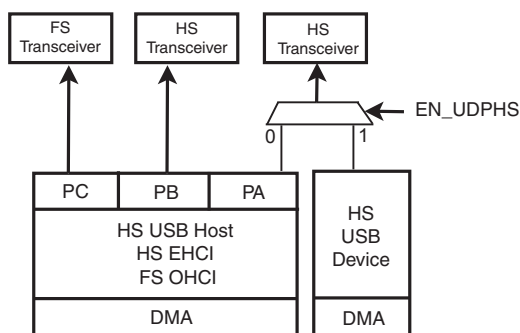 FS
Transceiver
HS
Transceiver
HS
Transceiver
EN_UDPHS
0
1
PC
PB
PA
HS USB Host
HS EHCI
FS OHCI
DMA
HS
USB
Device
DMA